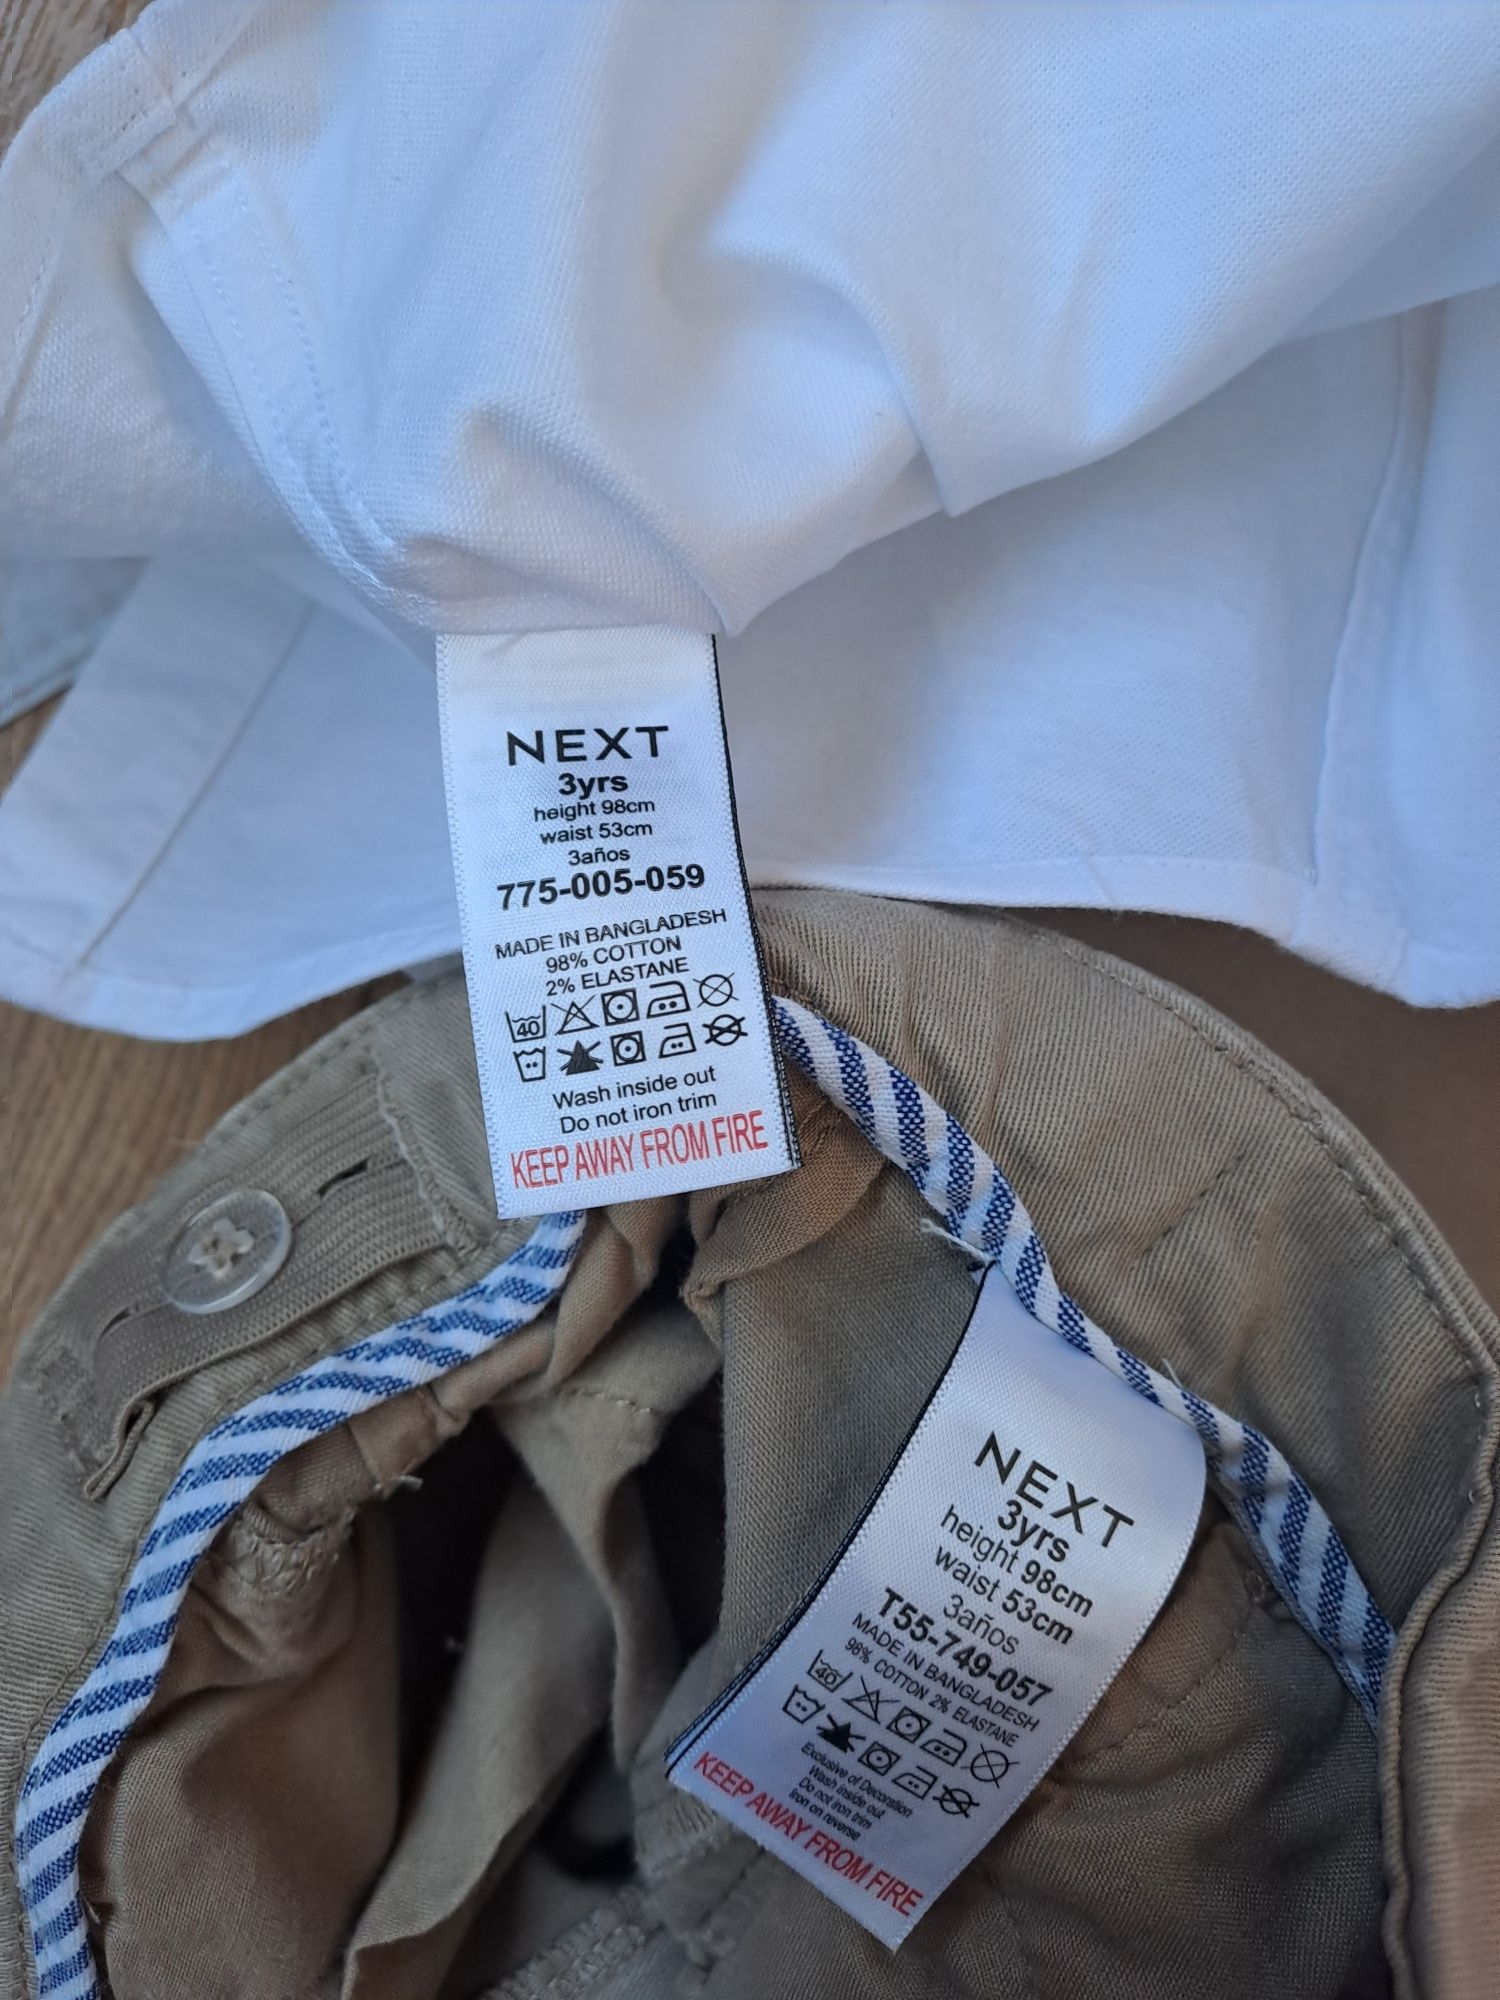 NEXT
3yrs
height 98cm
waist 53cm
3años
775-005-059
MADE IN BANGLADESH
98% COTTON
2% ELASTANE
40
Wash inside out
Do not iron trim
KEEP AWAY FROM FIRE
NEXT
3yrs
height 98cm
waist 53cm
3años
T55-749-057
MADE IN BANGLADESH
98% COTTON 2% ELASTANE
40
Exclusive of Decoration
Wash inside out
Do not iron trim
Iron on reverse
KEEP AWAY FROM FIRE